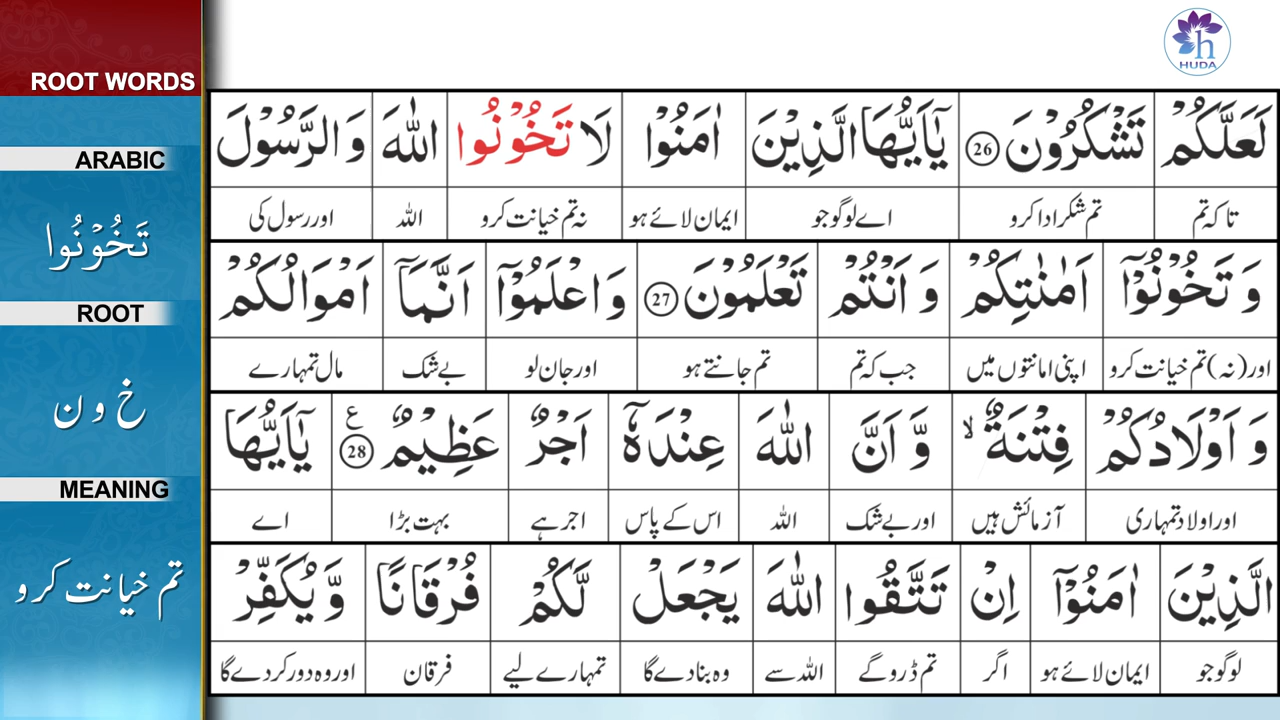 HUDA
ROOT WORDS
ARABIC
تَخُوْنُوا
ROOT
خ و ن
MEANING
تم خیانت کرو
لَعَلَّكُمْ تَشْكُرُوْنَ 26 يٰۤاَيُّهَا الَّذِيْنَ اٰمَنُوْا لَا تَخُوْنُوا اللّٰهَ وَ الرَّسُوْلَ
تاکہ تم تم شکر ادا کرو اے لوگو جو ایمان لائے ہو نہ تم خیانت کرو اللہ اور رسول کی
وَ تَخُوْنُوْۤا اَمٰنٰتِكُمْ وَ اَنْتُمْ تَعْلَمُوْنَ 27 وَ اعْلَمُوْۤا اَنَّمَاۤ اَمْوَالُكُمْ
اور (نہ) تم خیانت کرو اپنی امانتوں میں جب کہ تم تم جانتے ہو اور جان لو بے شک مال تمہارے
وَ اَوْلَادُكُمْ فِتْنَةٌ ۙ وَّ اَنَّ اللّٰهَ عِنْدَهٗۤ اَجْرٌ عَظِيْمٌ 28 ع يٰۤاَيُّهَا
اور اولاد تمہاری آزمائش ہیں اور بے شک اللہ اس کے پاس اجر ہے بہت بڑا اے
الَّذِيْنَ اٰمَنُوْۤا اِنْ تَتَّقُوا اللّٰهَ يَجْعَلْ لَّكُمْ فُرْقَانًا وَّ يُكَفِّرْ
لوگو جو ایمان لائے ہو اگر تم ڈرو گے اللہ سے وہ بنا دے گا تمہارے لیے فرقان اور وہ دور کر دے گا